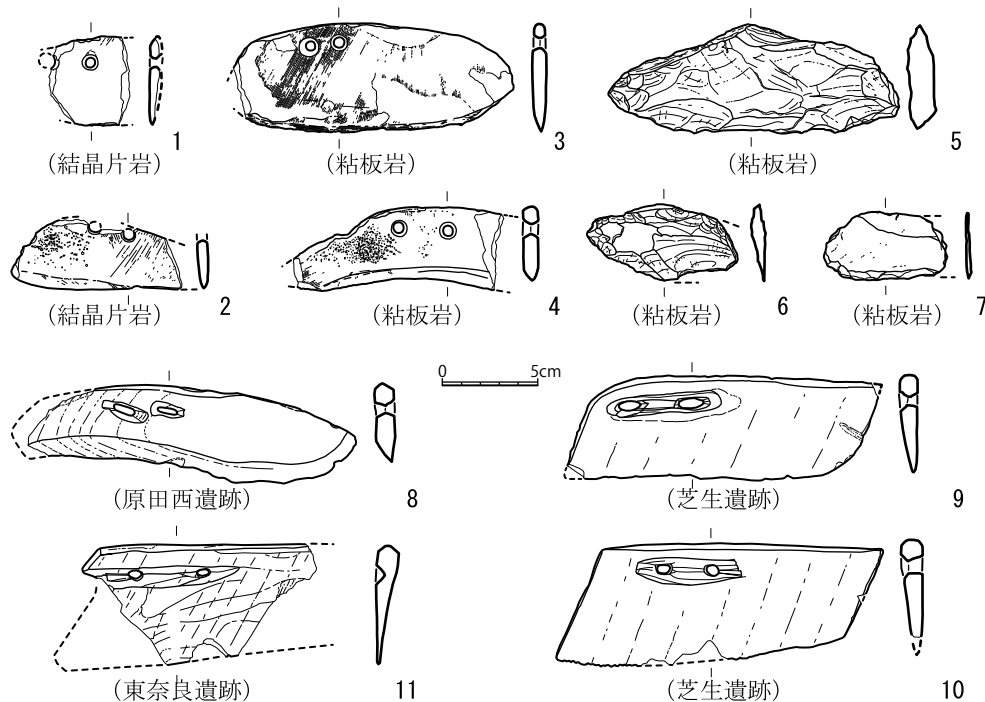 1
3
5
(結晶片岩)
(粘板岩)
(粘板岩)
2
4
6
7
(結晶片岩)
(粘板岩)
(粘板岩)
(粘板岩)
0 5cm
8
9
(原田西遺跡)
(芝生遺跡)
11
10
(東奈良遺跡)
(芝生遺跡)